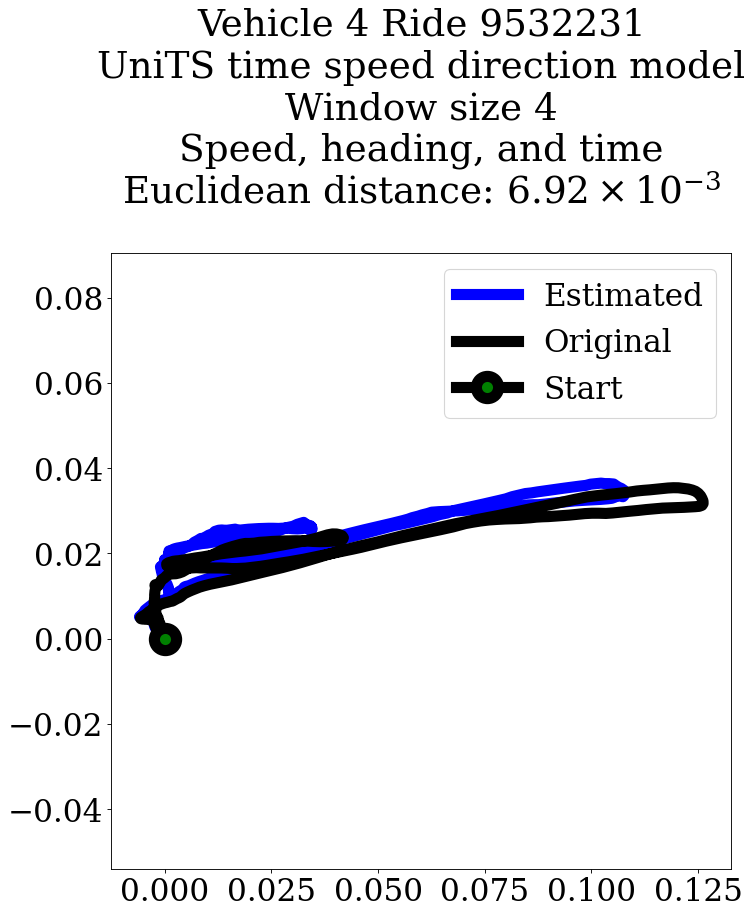 Vehicle 4 Ride 9532231
UniTS time speed direction model
Window size 4
Speed, heading, and time
Euclidean distance: 6.92 × 10⁻³
Estimated
Original
Start
0.08
0.06
0.04
0.02
0.00
−0.02
−0.04
0.000 0.025 0.050 0.075 0.100 0.125